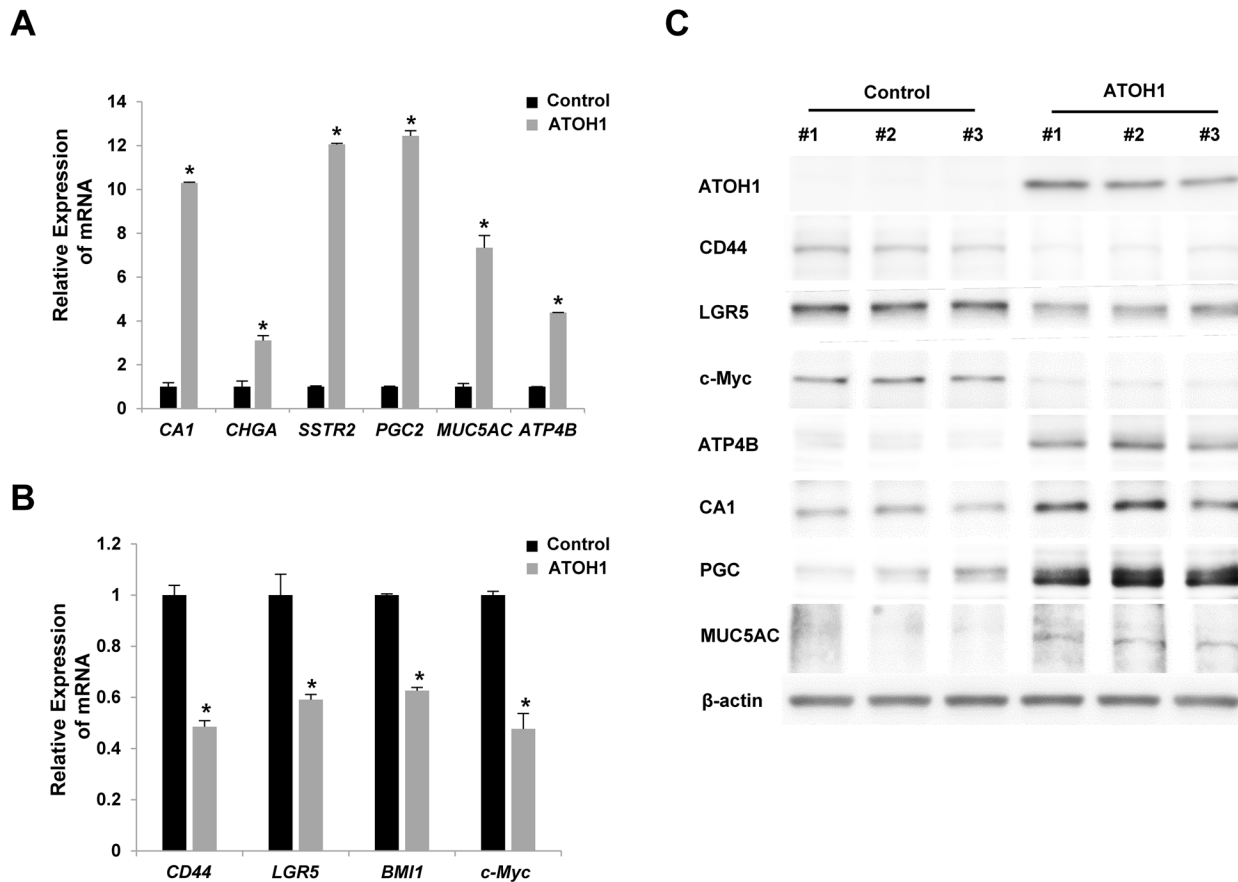 A
Relative Expression
of mRNA
14
12
10
8
6
4
2
0
Control
ATOH1
* * * * * *
CA1 CHGA SSTR2 PGC2 MUC5AC ATP4B
B
Relative Expression
of mRNA
1.2
1
0.8
0.6
0.4
0.2
0
Control
ATOH1
* * * *
CD44 LGR5 BMI1 c-Myc
C
Control ATOH1
#1 #2 #3 #1 #2 #3
ATOH1
CD44
LGR5
c-Myc
ATP4B
CA1
PGC
MUC5AC
β-actin